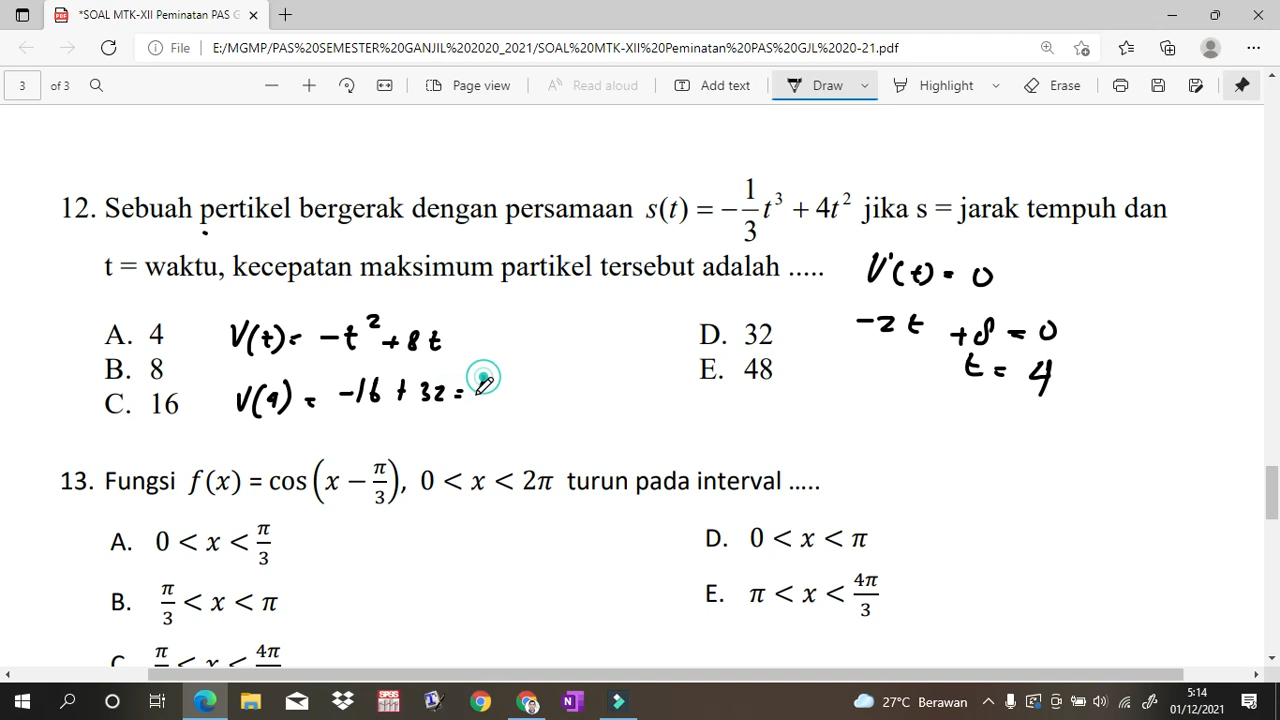 *SOAL MTK-XII Peminatan PAS G
File
E:/MGMP/PAS%20SEMESTER%20GANJIL%202020_2021/SOAL%20MTK-XII%20Peminatan%20PAS%20GJL%2020-21.pdf
3 of 3
Page view
Read aloud
Add text
Draw
Highlight
Erase
12. Sebuah pertikel bergerak dengan persamaan s(t) = −1/3 t³ + 4t² jika s = jarak tempuh dan
t = waktu, kecepatan maksimum partikel tersebut adalah .....
V'(t) = 0
A. 4
V(t) = -t² + 8t
D. 32
-2t + 8 = 0
B. 8
E. 48
t = 4
C. 16
V(4) = -16 + 32 =
13. Fungsi f(x) = cos(x − π/3), 0 < x < 2π turun pada interval .....
A. 0 < x < π/3
D. 0 < x < π
B. π/3 < x < π
E. π < x < 4π/3
C. π/ < x < 4π/
27°C Berawan
5:14
01/12/2021